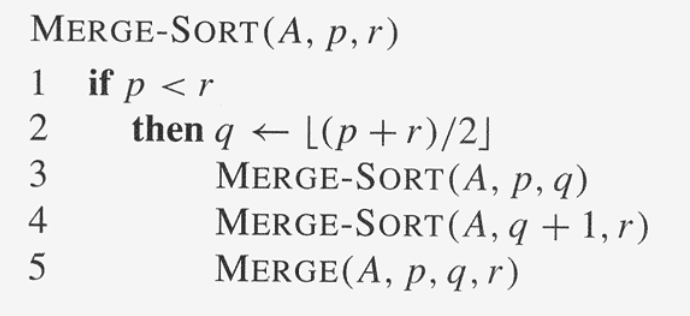 MERGE-SORT(A, p, r)
1 if p < r
2 then q ← ⌊(p + r)/2⌋
3 MERGE-SORT(A, p, q)
4 MERGE-SORT(A, q + 1, r)
5 MERGE(A, p, q, r)